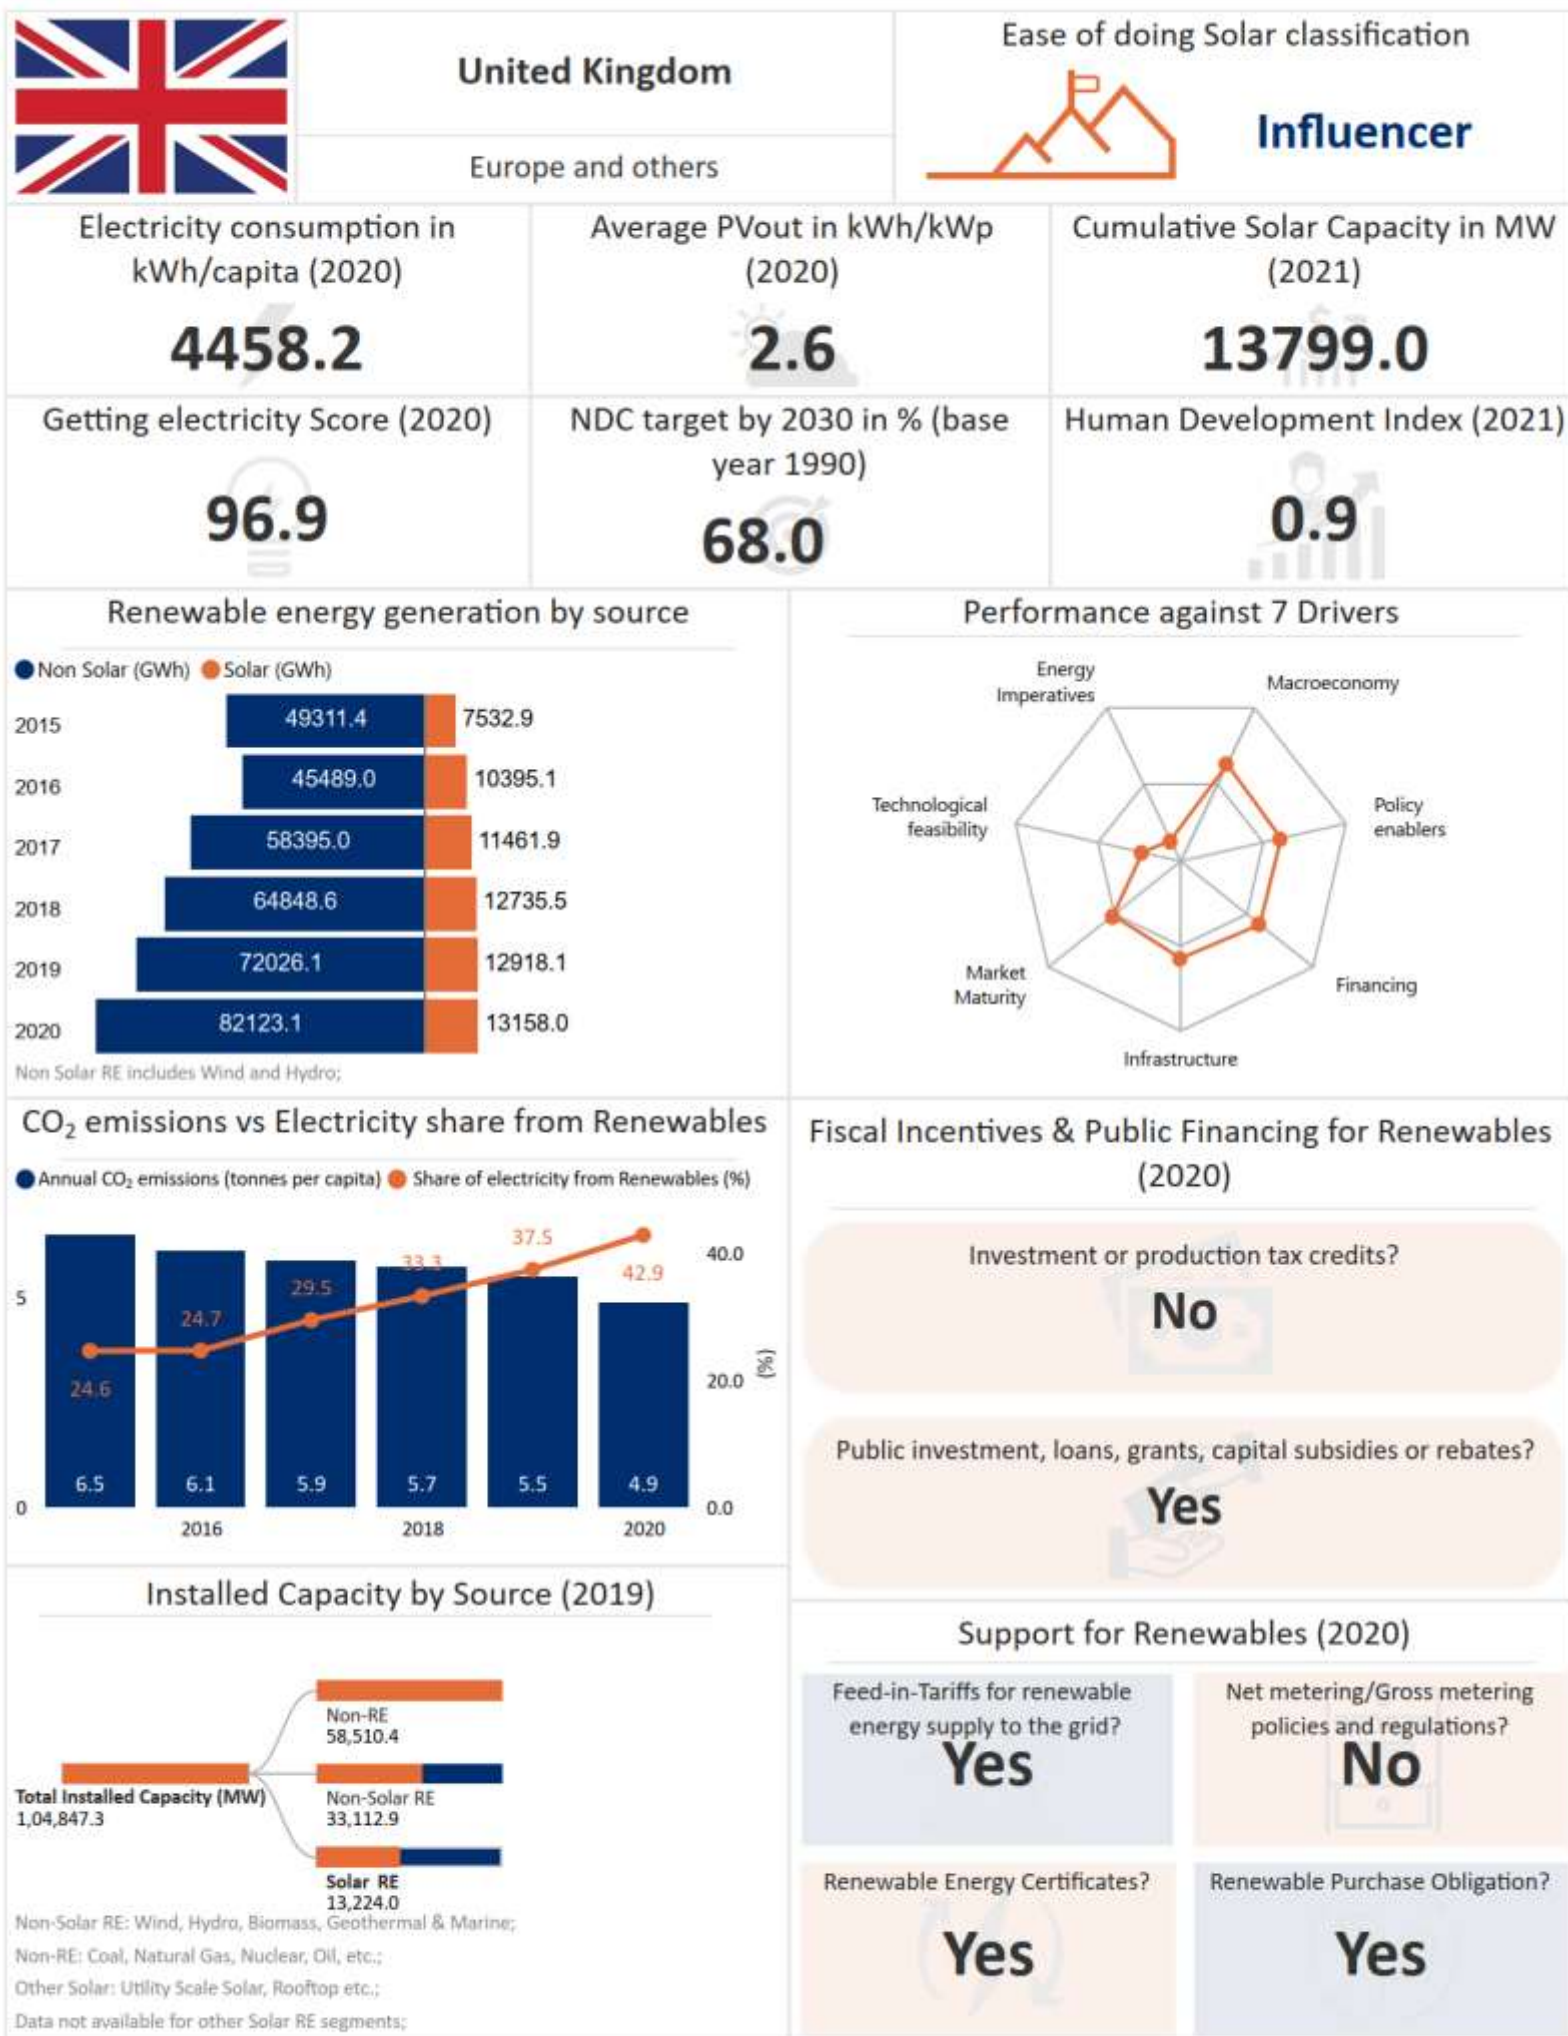 United Kingdom
Europe and others
Ease of doing Solar classification
Influencer
Electricity consumption in
kWh/capita (2020)
4458.2
Average PVout in kWh/kWp
(2020)
2.6
Cumulative Solar Capacity in MW
(2021)
13799.0
Getting electricity Score (2020)
96.9
NDC target by 2030 in % (base
year 1990)
68.0
Human Development Index (2021)
0.9
Renewable energy generation by source
Non Solar (GWh) Solar (GWh)
2015 49311.4 7532.9
2016 45489.0 10395.1
2017 58395.0 11461.9
2018 64848.6 12735.5
2019 72026.1 12918.1
2020 82123.1 13158.0
Non Solar RE includes Wind and Hydro;
Performance against 7 Drivers
Energy
Imperatives
Macroeconomy
Technological
feasibility
Policy
enablers
Market
Maturity
Financing
Infrastructure
CO₂ emissions vs Electricity share from Renewables
Annual CO₂ emissions (tonnes per capita) Share of electricity from Renewables (%)
37.5
40.0
33.3
42.9
5
29.5
24.7
24.6
20.0
(%)
6.5 6.1 5.9 5.7 5.5 4.9
0 0.0
2016 2018 2020
Fiscal Incentives & Public Financing for Renewables
(2020)
Investment or production tax credits?
No
Public investment, loans, grants, capital subsidies or rebates?
Yes
Installed Capacity by Source (2019)
Non-RE
58,510.4
Total Installed Capacity (MW)
1,04,847.3
Non-Solar RE
33,112.9
Solar RE
13,224.0
Non-Solar RE: Wind, Hydro, Biomass, Geothermal & Marine;
Non-RE: Coal, Natural Gas, Nuclear, Oil, etc.;
Other Solar: Utility Scale Solar, Rooftop etc.;
Data not available for other Solar RE segments;
Support for Renewables (2020)
Feed-in-Tariffs for renewable
energy supply to the grid?
Yes
Net metering/Gross metering
policies and regulations?
No
Renewable Energy Certificates?
Yes
Renewable Purchase Obligation?
Yes